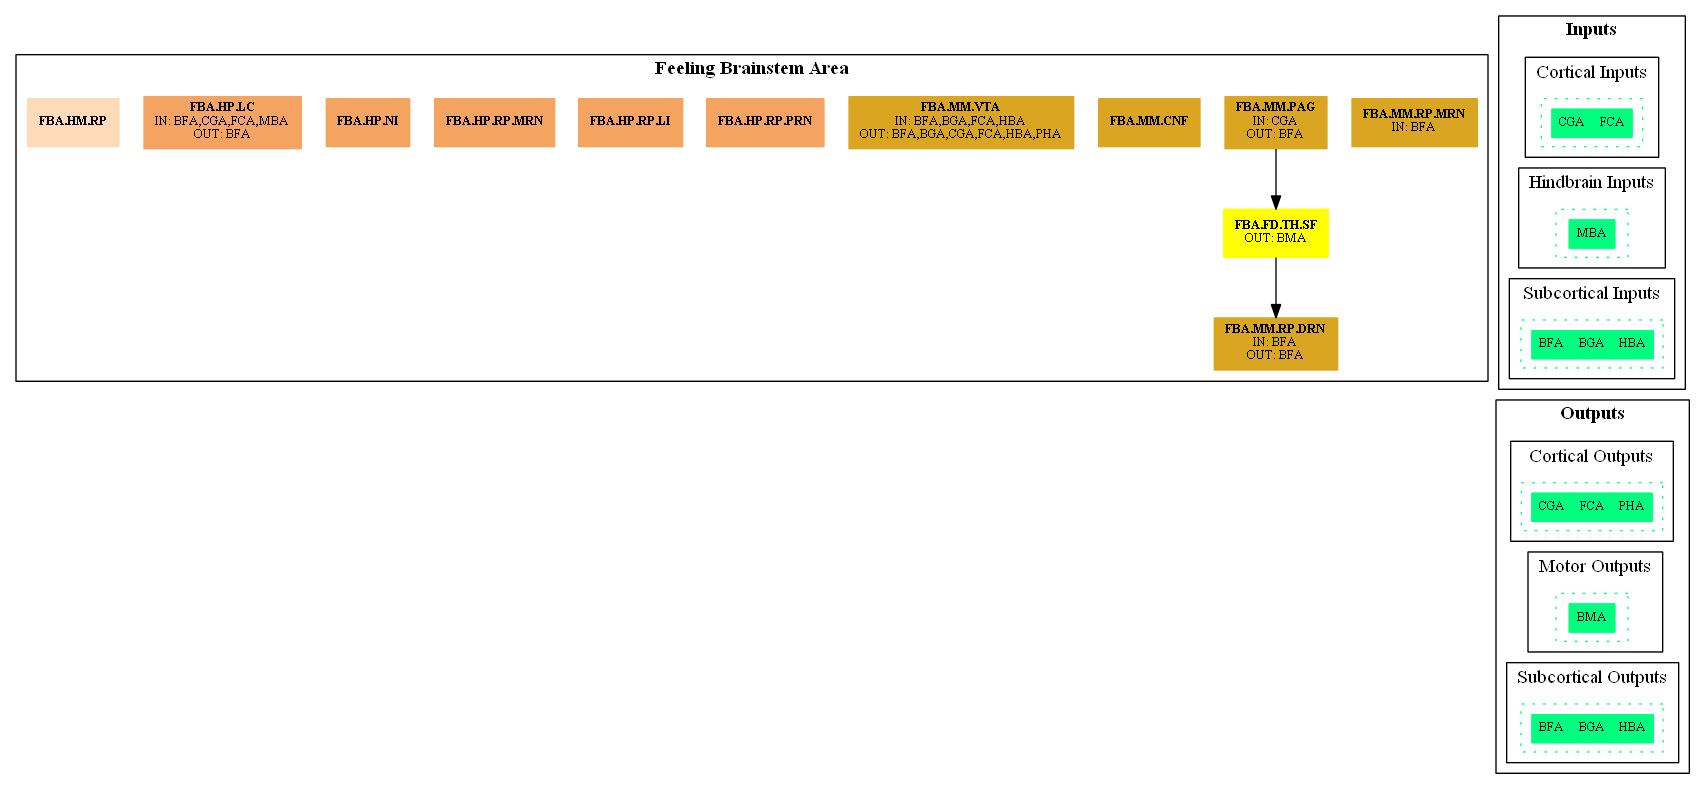 Feeling Brainstem Area
FBA.HM.RP
FBA.HP.LC
IN: BFA,CGA,FCA,MBA
OUT: BFA
FBA.HP.NI
FBA.HP.RP.MRN
FBA.HP.RP.LI
FBA.HP.RP.PRN
FBA.MM.VTA
IN: BFA,BGA,FCA,HBA
OUT: BFA,BGA,CGA,FCA,HBA,PHA
FBA.MM.CNF
FBA.MM.PAG
IN: CGA
OUT: BFA
FBA.MM.RP.MRN
IN: BFA
FBA.FD.TH.SF
OUT: BMA
FBA.MM.RP.DRN
IN: BFA
OUT: BFA
Inputs
Cortical Inputs
CGA FCA
Hindbrain Inputs
MBA
Subcortical Inputs
BFA BGA HBA
Outputs
Cortical Outputs
CGA FCA PHA
Motor Outputs
BMA
Subcortical Outputs
BFA BGA HBA